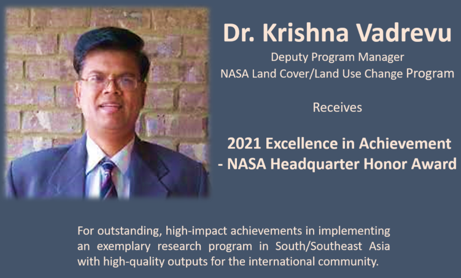 Dr. Krishna Vadrevu
Deputy Program Manager
NASA Land Cover/Land Use Change Program
Receives
2021 Excellence in Achievement
- NASA Headquarter Honor Award
For outstanding, high-impact achievements in implementing
an exemplary research program in South/Southeast Asia
with high-quality outputs for the international community.